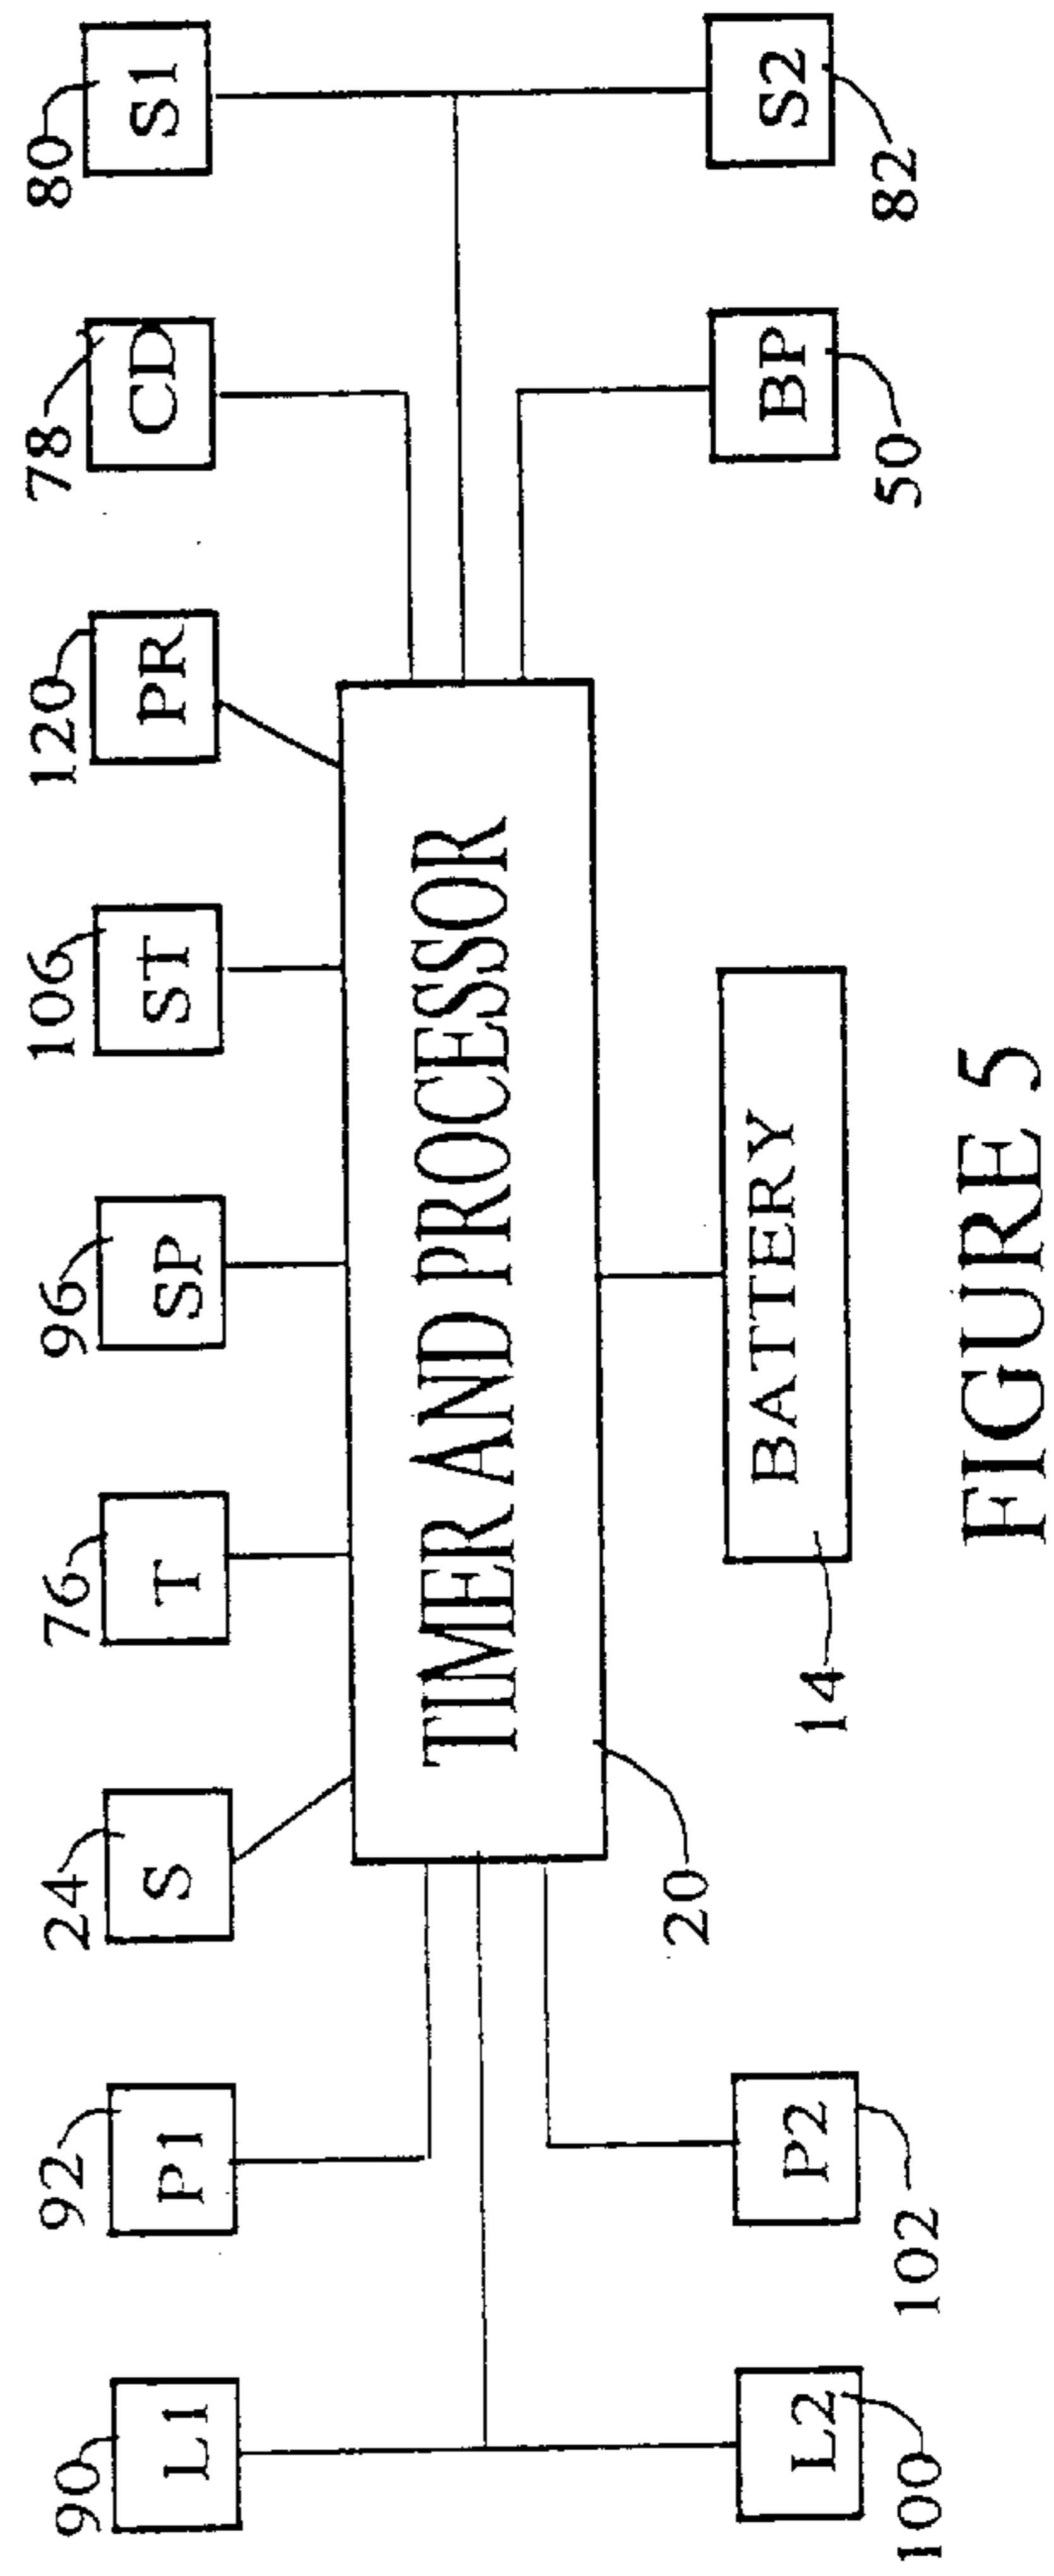 90 92 24 76 96 106 120 78 80
L1 P1 S T SP ST PR CD S1
TIMER AND PROCESSOR
20
L2 P2 BATTERY BP S2
100 102 14 50 82
FIGURE 5